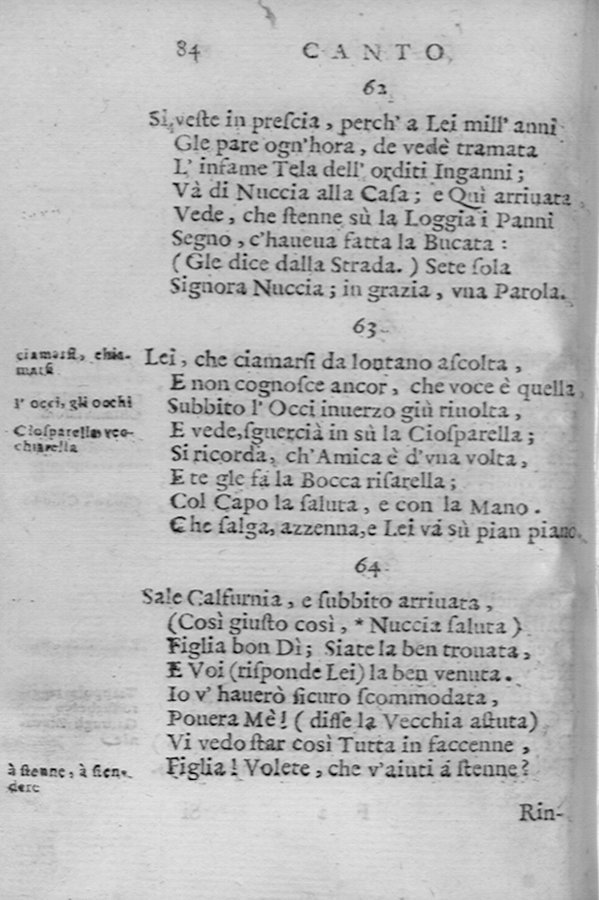 84 CANTO
62
Si veſte in preſcia, perch' a Lei mill' anni
Gle pare ogn'hora, de vedè tramata
L' infame Tela dell' orditi Inganni;
Và di Nuccia alla Caſa; e Quì arriuata,
Vede, che ſtenne sù la Loggia i Panni
Segno, c'haueua fatta la Bucata:
(Gle dice dalla Strada.) Sete ſola
Signora Nuccia; in grazia, vna Parola.
63
ciamarſi, chia-
marſi
Lei, che ciamarſi da lontano aſcolta,
E non cognoſce ancor, che voce è quella,
l' occi, gli occhi
Subbito l' Occi inuerzo giù riuolta,
Cioſparella vec-
chiarella
E vede, ſguercià in sù la Cioſparella;
Si ricorda, ch'Amica è d'vna volta,
E te gle fa la Bocca riſarella;
Col Capo la ſaluta, e con la Mano.
Che ſalga, azzenna, e Lei và sù pian piano.
64
Sale Calfurnia, e ſubbito arriuata,
(Così giuſto così, * Nuccia ſaluta)
Figlia bon Dì; Siate la ben trouata,
E Voi (riſponde Lei) la ben venuta.
Io v' hauerò ſicuro ſcommodata,
Pouera Mè! (diſſe la Vecchia aſtuta)
Vi vedo ſtar così Tutta in faccenne,
à ſtenne, à ſten-
dere
Figlia! Volete, che v'aiuti á ſtenne?
Rin-